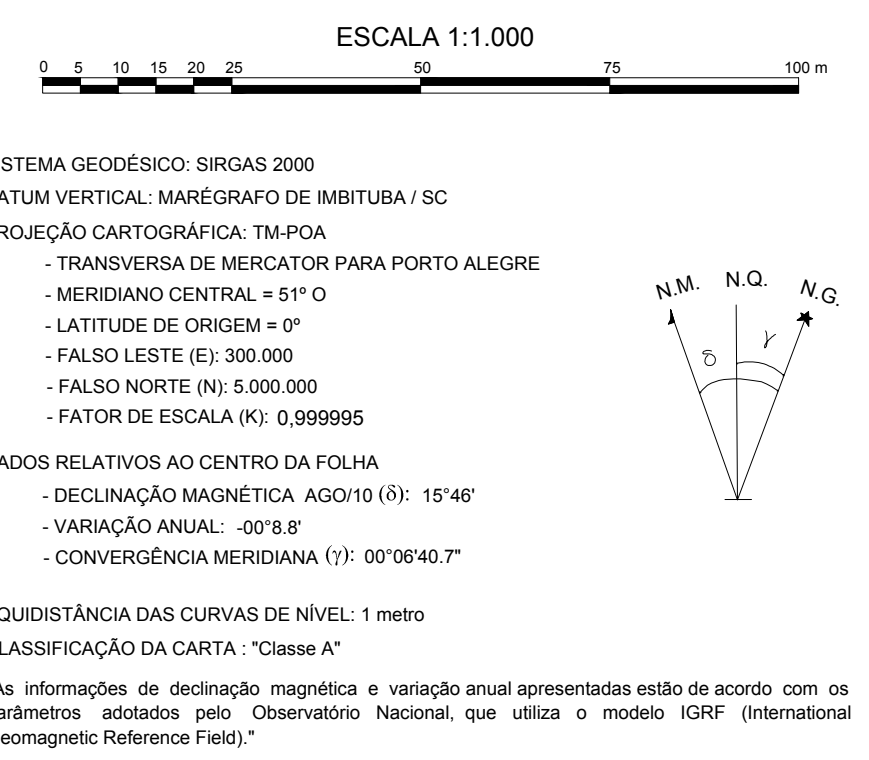 ESCALA 1:1.000
0 5 10 15 20 25 50 75 100 m
ISTEMA GEODÉSICO: SIRGAS 2000
ATUM VERTICAL: MARÉGRAFO DE IMBITUBA / SC
ROJEÇÃO CARTOGRÁFICA: TM-POA
- TRANSVERSA DE MERCATOR PARA PORTO ALEGRE
- MERIDIANO CENTRAL = 51º O
- LATITUDE DE ORIGEM = 0º
- FALSO LESTE (E): 300.000
- FALSO NORTE (N): 5.000.000
- FATOR DE ESCALA (K): 0,999995
N.M. N.Q. N.G.
δ γ
ADOS RELATIVOS AO CENTRO DA FOLHA
- DECLINAÇÃO MAGNÉTICA AGO/10 (δ): 15°46'
- VARIAÇÃO ANUAL: -00°8.8'
- CONVERGÊNCIA MERIDIANA (γ): 00°06'40.7"
QUIDISTÂNCIA DAS CURVAS DE NÍVEL: 1 metro
LASSIFICAÇÃO DA CARTA : "Classe A"
As informações de declinação magnética e variação anual apresentadas estão de acordo com os
arâmetros adotados pelo Observatório Nacional, que utiliza o modelo IGRF (International
eomagnetic Reference Field)."